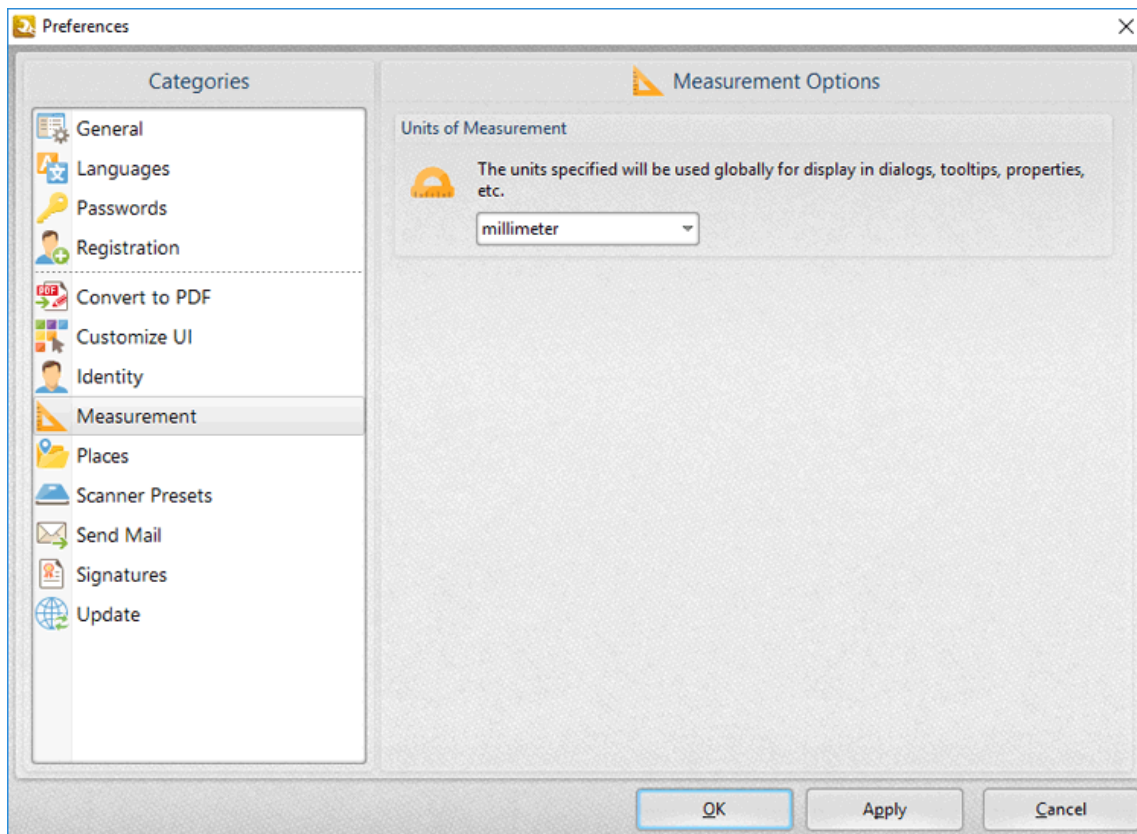 Preferences
Categories
General
Languages
Passwords
Registration
Convert to PDF
Customize UI
Identity
Measurement
Places
Scanner Presets
Send Mail
Signatures
Update
Measurement Options
Units of Measurement
The units specified will be used globally for display in dialogs, tooltips, properties,
etc.
millimeter
OK
Apply
Cancel